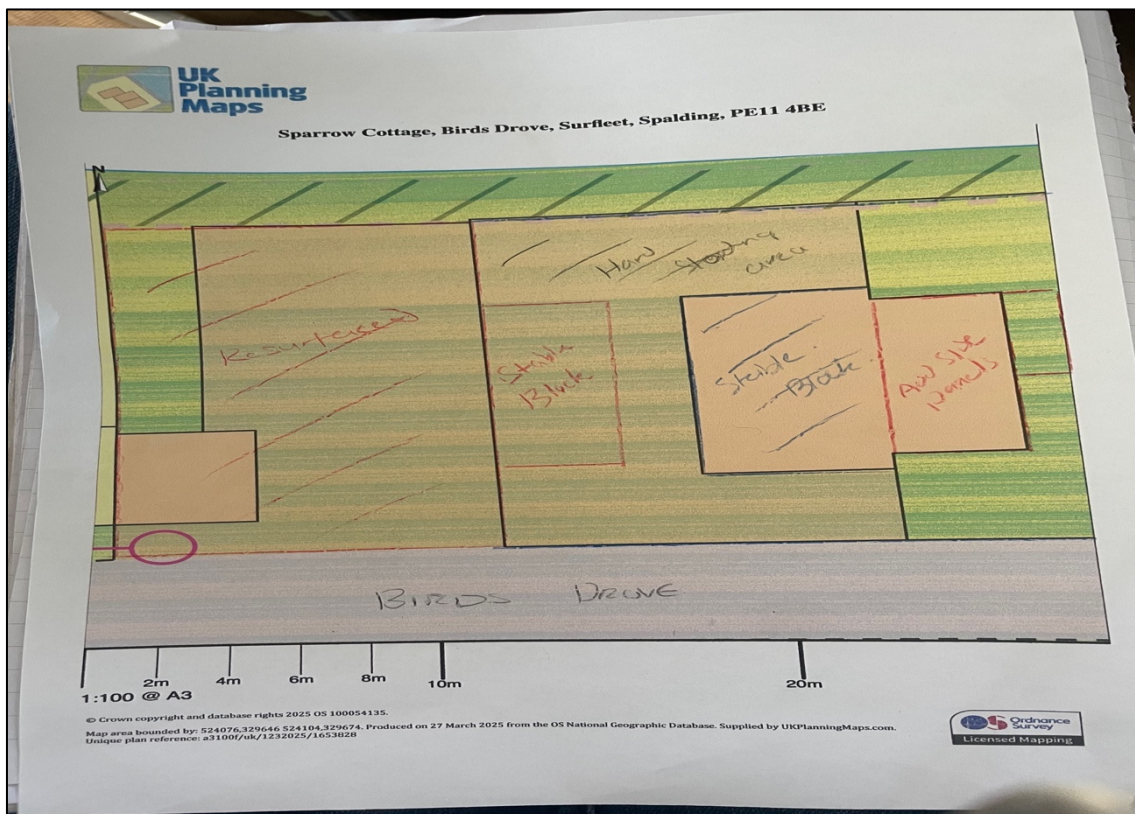 UK
Planning
Maps
Sparrow Cottage, Birds Drove, Surfleet, Spalding, PE11 4BE
N
Hard Standing
area
Resurfaced
Stable
Block
Stable
Block
Add Slide
Panels
BIRDS DROVE
2m 4m 6m 8m 10m 20m
1:100 @ A3
© Crown copyright and database rights 2025 OS 100054135.
Map area bounded by: 524076,329646 524104,329674. Produced on 27 March 2025 from the OS National Geographic Database. Supplied by UKPlanningMaps.com.
Unique plan reference: a3100f/uk/1232025/1653828
OS Ordnance
Survey
Licensed Mapping